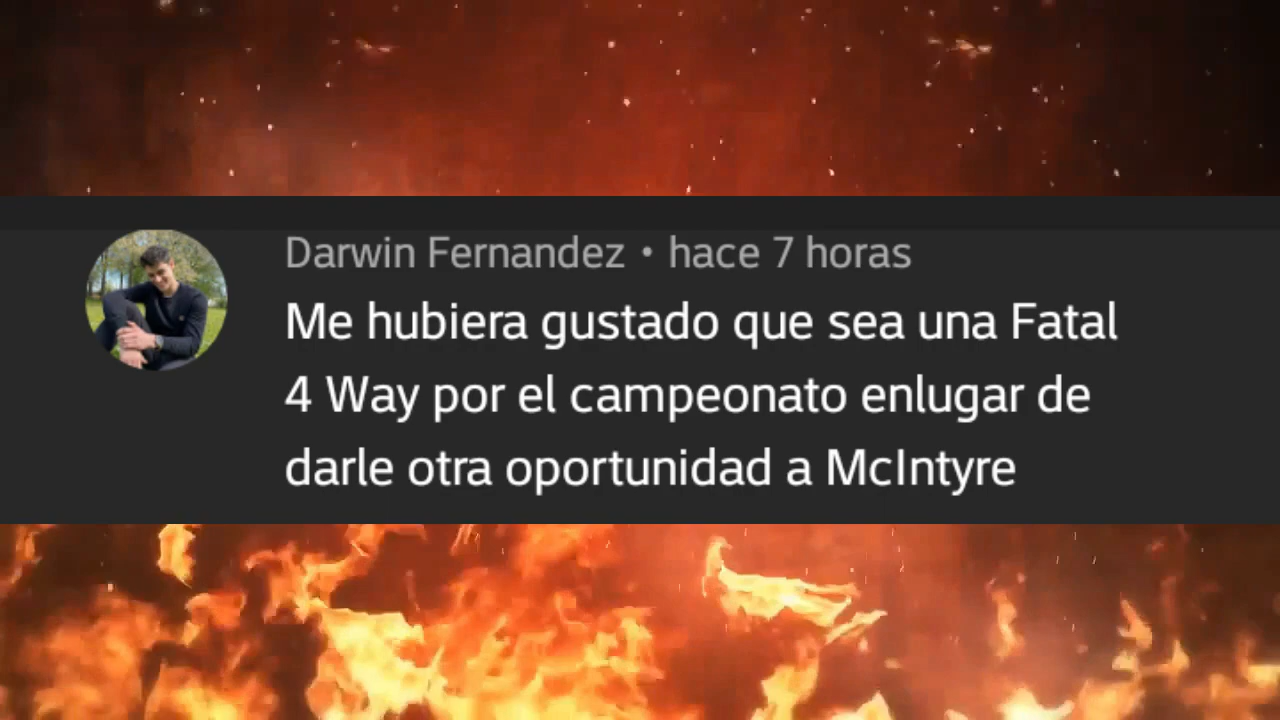 Darwin Fernandez • hace 7 horas
Me hubiera gustado que sea una Fatal
4 Way por el campeonato enlugar de
darle otra oportunidad a McIntyre